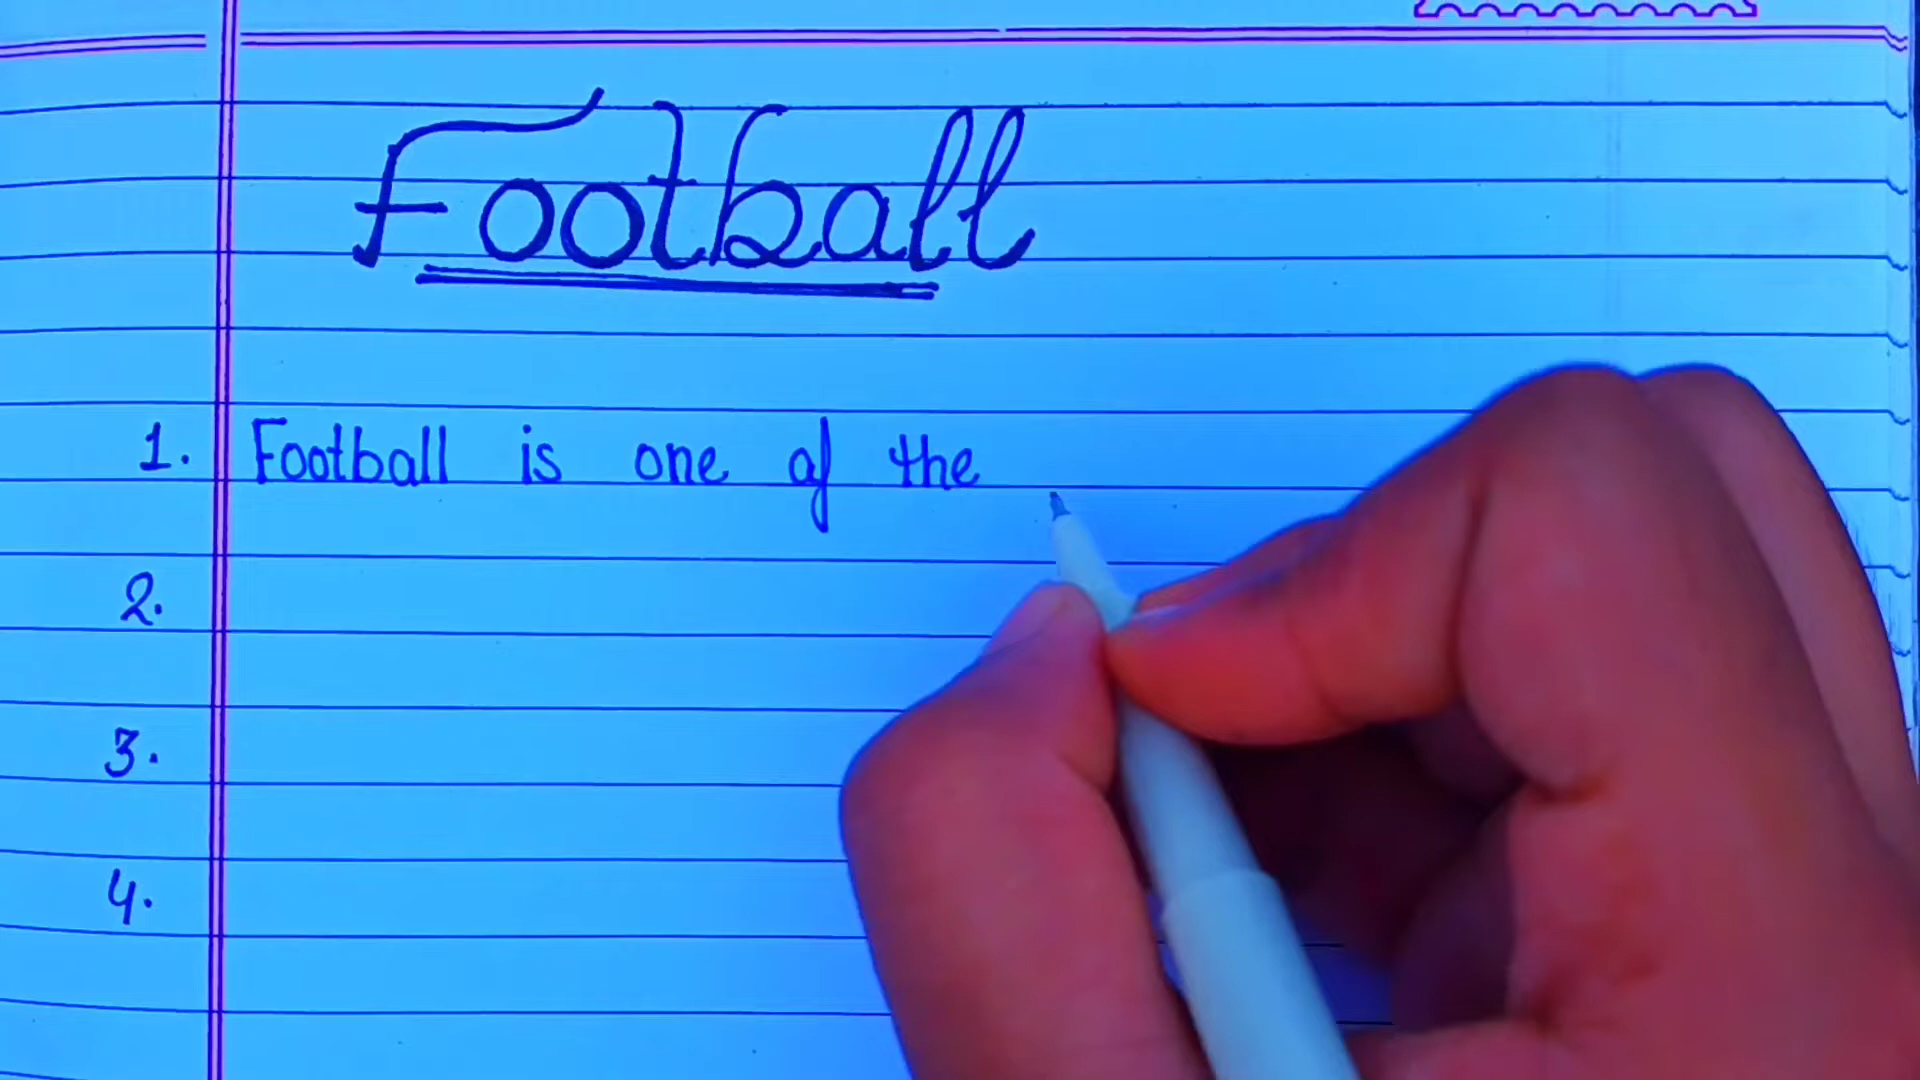 Football
1. Football is one of the
2.
3.
4.